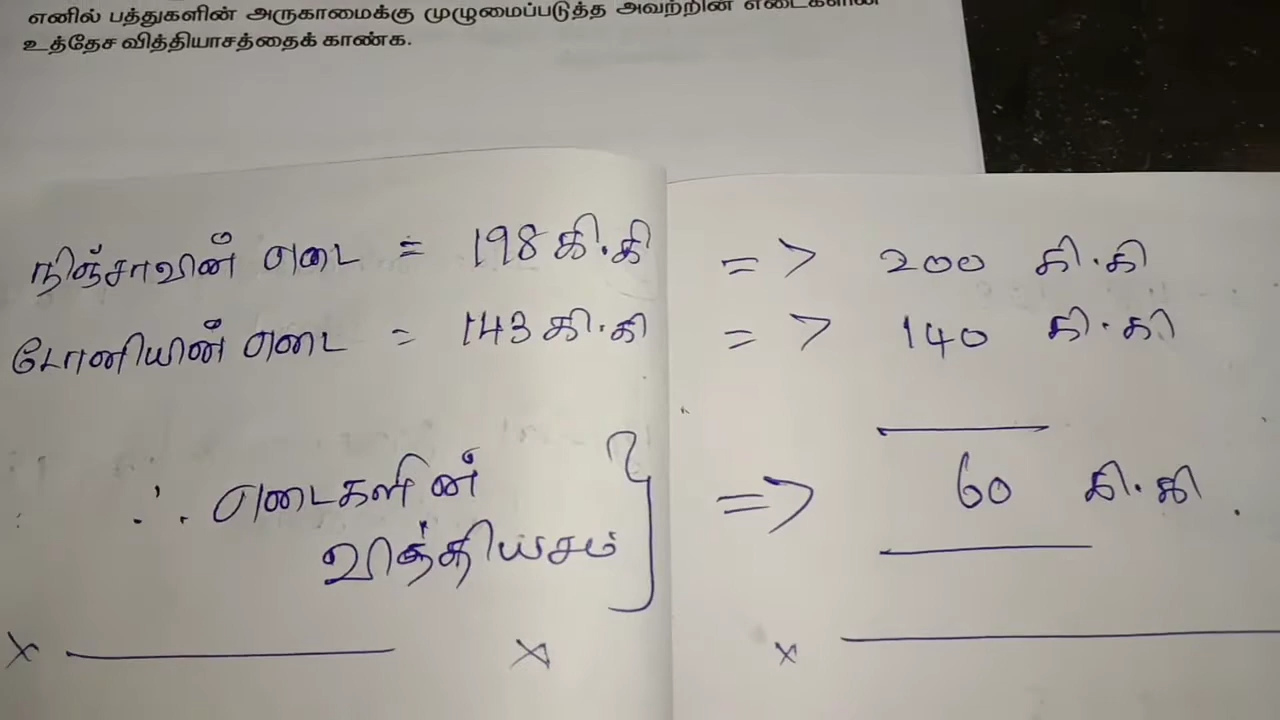 எனில் பத்துகளின் அருகாமைக்கு முழுமைப்படுத்த அவற்றின் எடைகளின்
உத்தேச வித்தியாசத்தைக் காண்க.
நிஞ்சாவின் எடை = 198 கி.கி => 200 கி.கி
டோனியின் எடை = 143 கி.கி => 140 கி.கி
∴ எடைகளின்
வித்தியசம் } => 60 கி.கி.